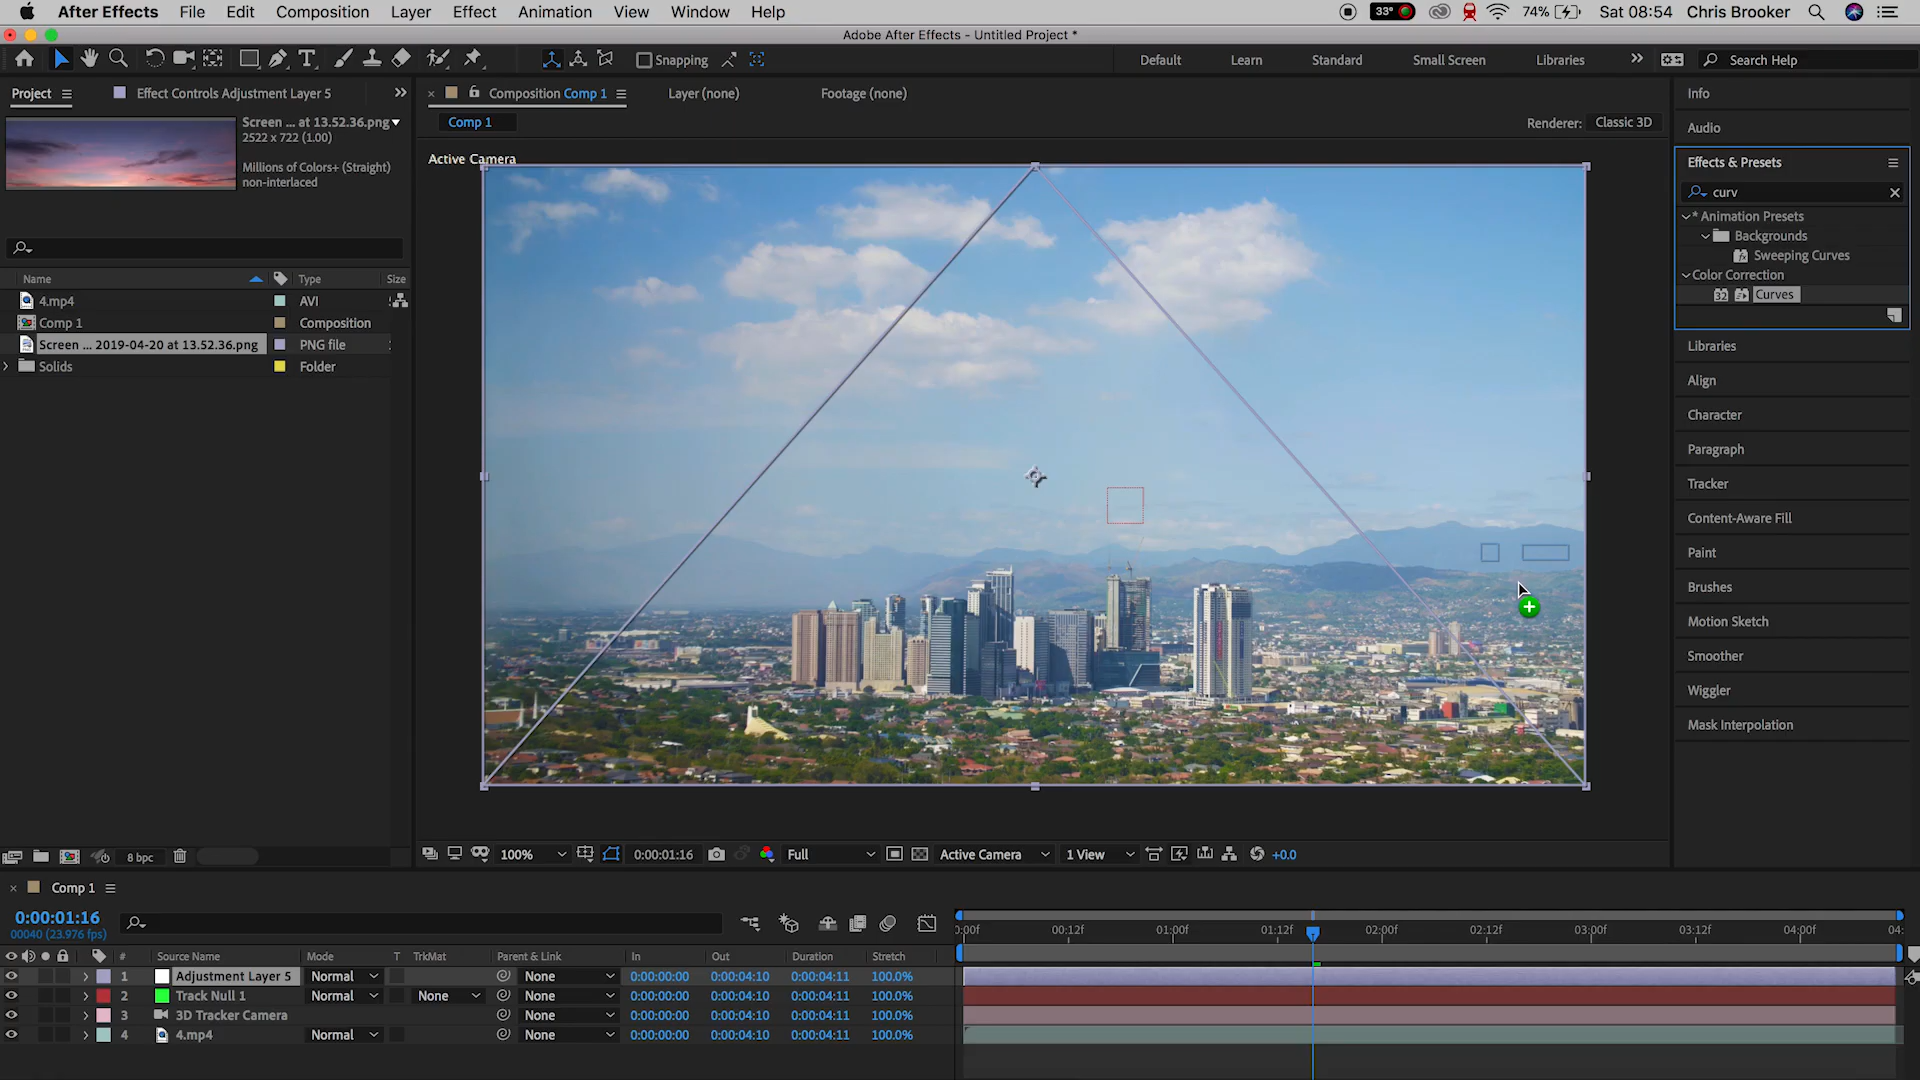 After Effects File Edit Composition Layer Effect Animation View Window Help 33° 74% Sat 08:54 Chris Brooker
Adobe After Effects - Untitled Project *
Snapping Default Learn Standard Small Screen Libraries Search Help
Project Effect Controls Adjustment Layer 5
Screen ... at 13.52.36.png
2522 x 722 (1.00)
Millions of Colors+ (Straight)
non-interlaced
Name Type Size
4.mp4 AVI
Comp 1 Composition
Screen ... 2019-04-20 at 13.52.36.png PNG file
Solids Folder
8 bpc
Composition Comp 1 Layer (none) Footage (none)
Comp 1 Renderer: Classic 3D
Active Camera
100% 0:00:01:16 Full Active Camera 1 View +0.0
Info
Audio
Effects & Presets
curv
* Animation Presets
Backgrounds
Sweeping Curves
Color Correction
32 Curves
Libraries
Align
Character
Paragraph
Tracker
Content-Aware Fill
Paint
Brushes
Motion Sketch
Smoother
Wiggler
Mask Interpolation
Comp 1
0:00:01:16
00040 (23.976 fps)
:00f 00:12f 01:00f 01:12f 02:00f 02:12f 03:00f 03:12f 04:00f 04:
# Source Name Mode T TrkMat Parent & Link In Out Duration Stretch
1 Adjustment Layer 5 Normal None 0:00:00:00 0:00:04:10 0:00:04:11 100.0%
2 Track Null 1 Normal None None 0:00:00:00 0:00:04:10 0:00:04:11 100.0%
3 3D Tracker Camera None 0:00:00:00 0:00:04:10 0:00:04:11 100.0%
4 4.mp4 Normal None 0:00:00:00 0:00:04:10 0:00:04:11 100.0%